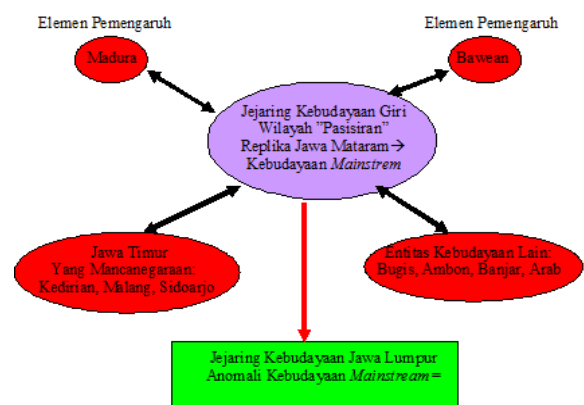 Elemen Pemengaruh
Elemen Pemengaruh
Madura
Bawean
Jejaring Kebudayaan Giri
Wilayah "Pasisiran"
Replika Jawa Mataram→
Kebudayaan Mainstrem
Jawa Timur
Yang Mancanegaraan:
Kedirian, Malang, Sidoarjo
Entitas Kebudayaan Lain:
Bugis, Ambon, Banjar, Arab
Jejaring Kebudayaan Jawa Lumpur
Anomali Kebudayaan Mainstream=